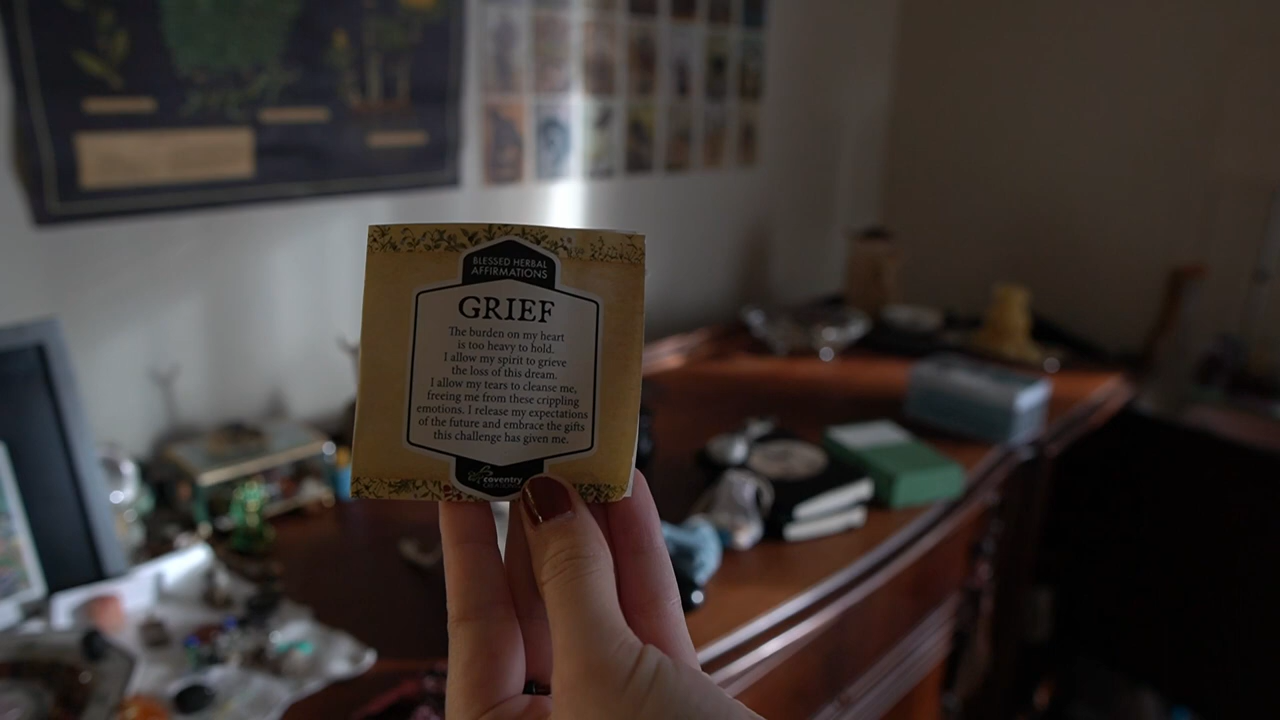 BLESSED HERBAL
AFFIRMATIONS
GRIEF
The burden on my heart
is too heavy to hold.
I allow my spirit to grieve
the loss of this dream.
I allow my tears to cleanse me,
freeing me from these crippling
emotions. I release my expectations
of the future and embrace the gifts
this challenge has given me.
coventry
CREATIONS